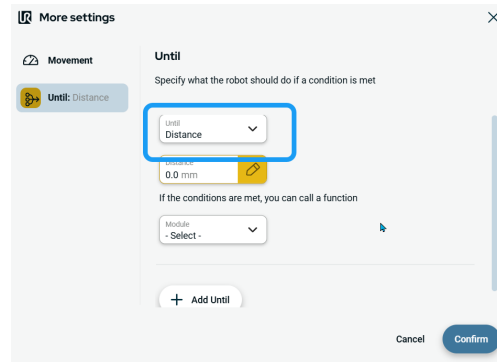 More settings
Movement
Until: Distance
Until
Specify what the robot should do if a condition is met
Until
Distance
Distance
0.0 mm
If the conditions are met, you can call a function
Module
- Select -
+ Add Until
Cancel
Confirm